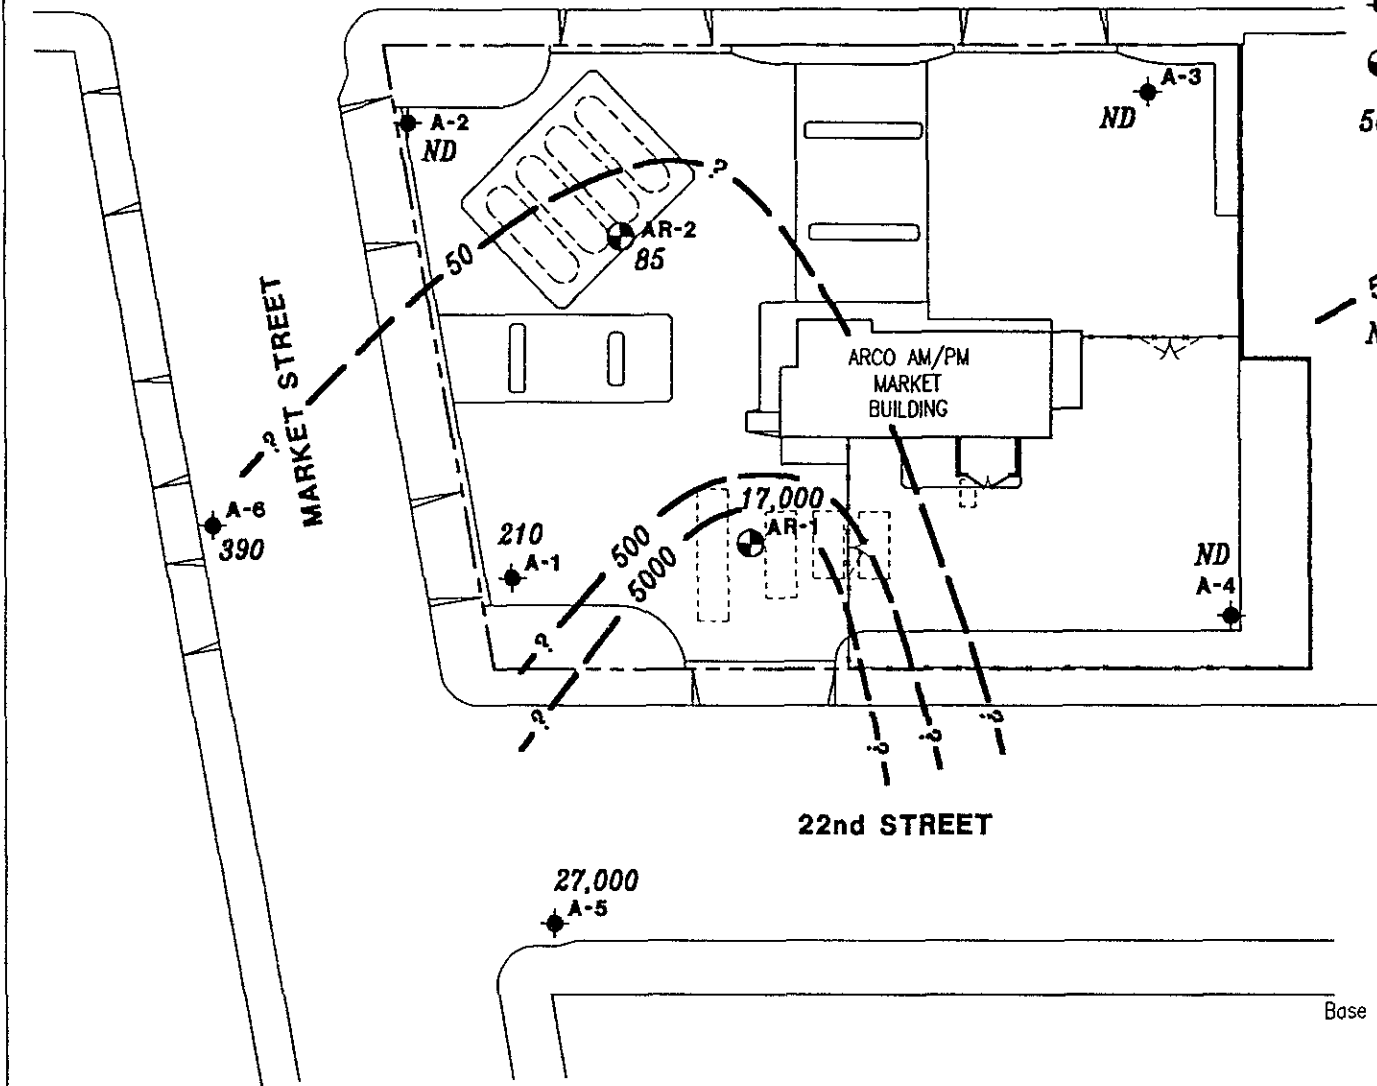 A-3
ND
A-2
ND
?
AR-2
85
50
MARKET STREET
ARCO AM/PM
MARKET
BUILDING
?
A-6
390
210
A-1
500
5000
17,000
AR-1
ND
A-4
?
?
?
?
?
22nd STREET
27,000
A-5
Base